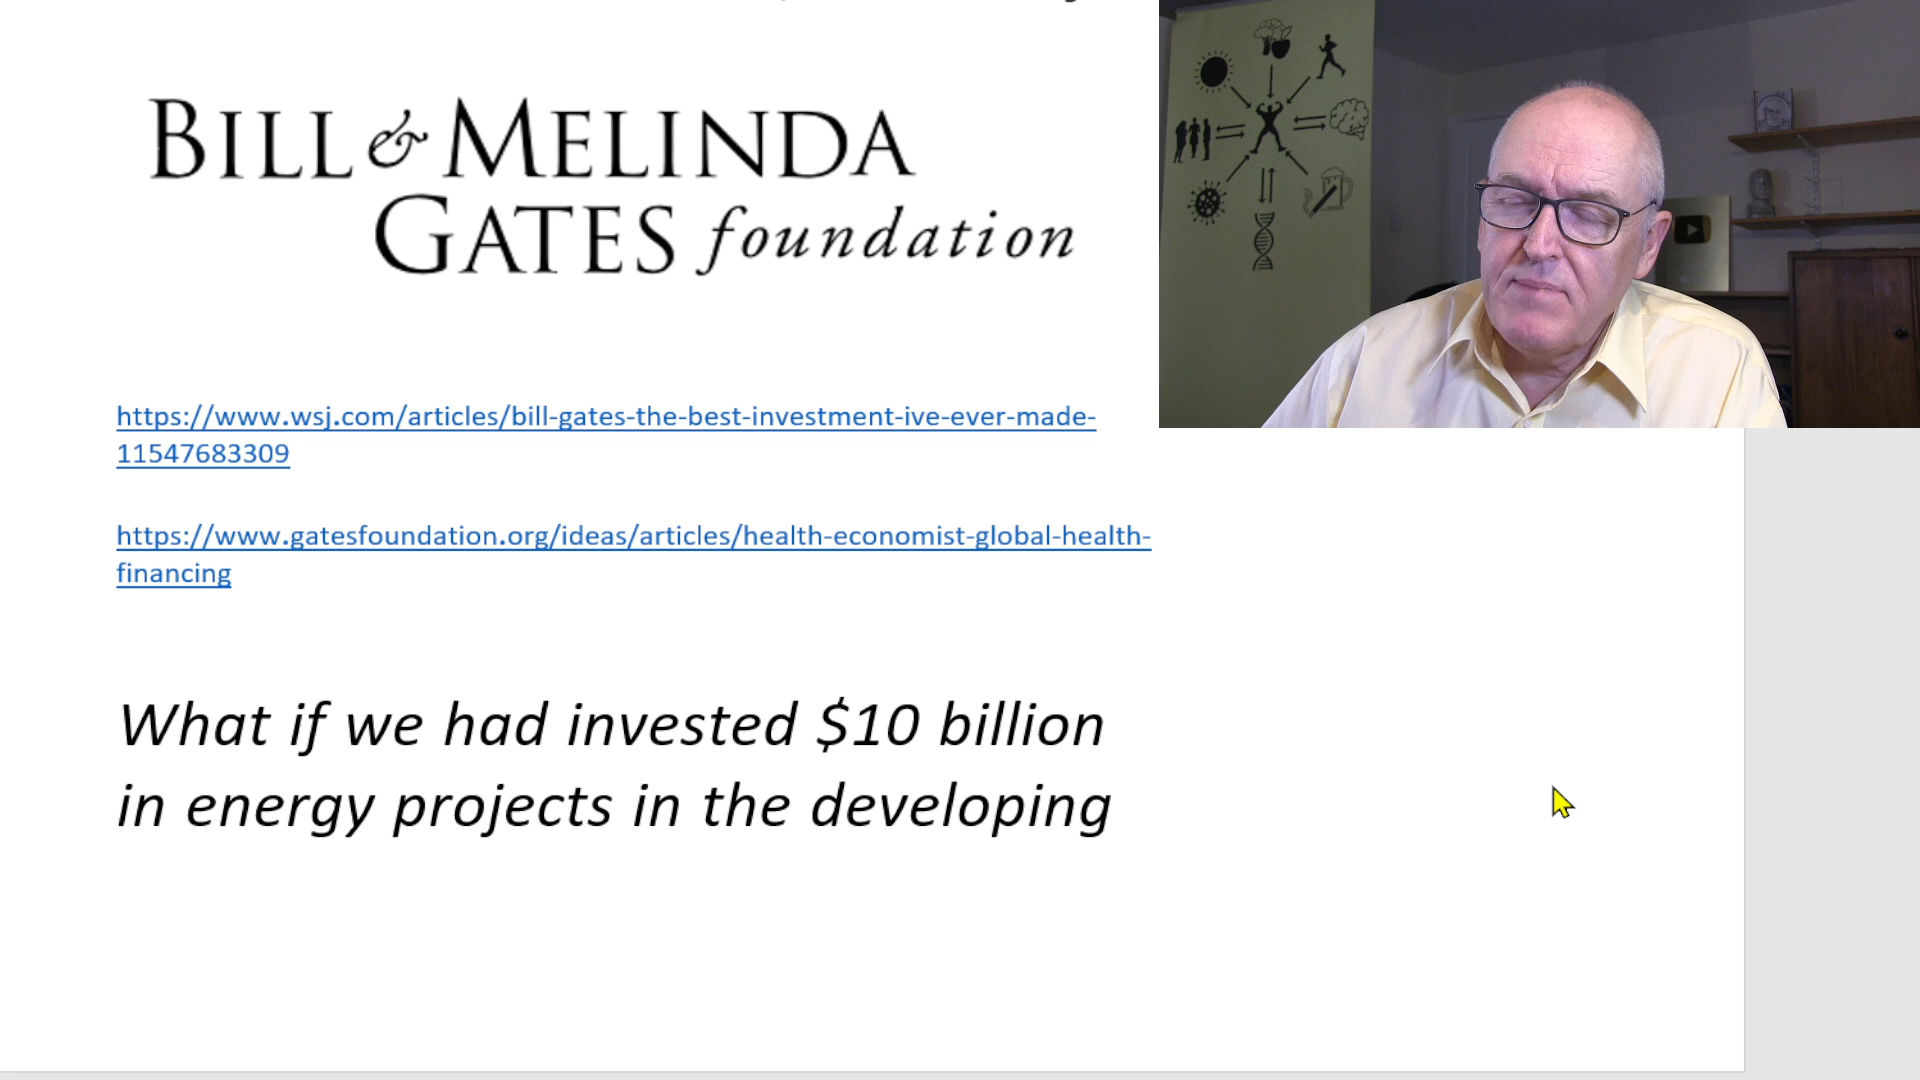 BILL & MELINDA
GATES foundation
https://www.wsj.com/articles/bill-gates-the-best-investment-ive-ever-made-
11547683309
https://www.gatesfoundation.org/ideas/articles/health-economist-global-health-
financing
What if we had invested $10 billion
in energy projects in the developing